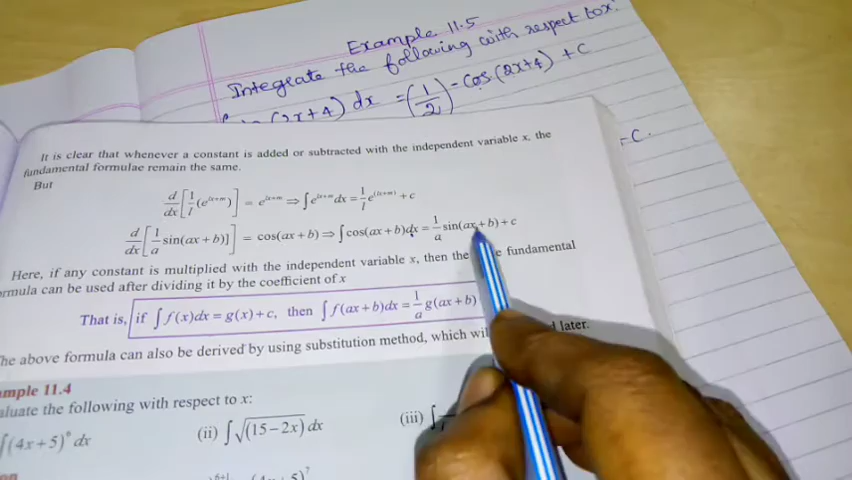 Example 11.5
Integrate the following with respect to x:
(2x+4) dx = (1/2) - cos(2x+4) + c
- C.
It is clear that whenever a constant is added or subtracted with the independent variable x, the
fundamental formulae remain the same.
But
d/dx [1/l (e^(lx+m))] = e^(lx+m) ⇒ ∫ e^(lx+m) dx = 1/l e^((lx+m)) + c
d/dx [1/a sin(ax + b)] = cos(ax + b) ⇒ ∫ cos(ax + b)dx = 1/a sin(ax + b) + c
Here, if any constant is multiplied with the independent variable x, then the fundamental
ormula can be used after dividing it by the coefficient of x
That is, if ∫ f(x)dx = g(x) + c, then ∫ f(ax + b)dx = 1/a g(ax + b)
he above formula can also be derived by using substitution method, which wil later.
ample 11.4
aluate the following with respect to x:
∫(4x + 5)^6 dx (ii) ∫ √(15 − 2x) dx (iii) ∫